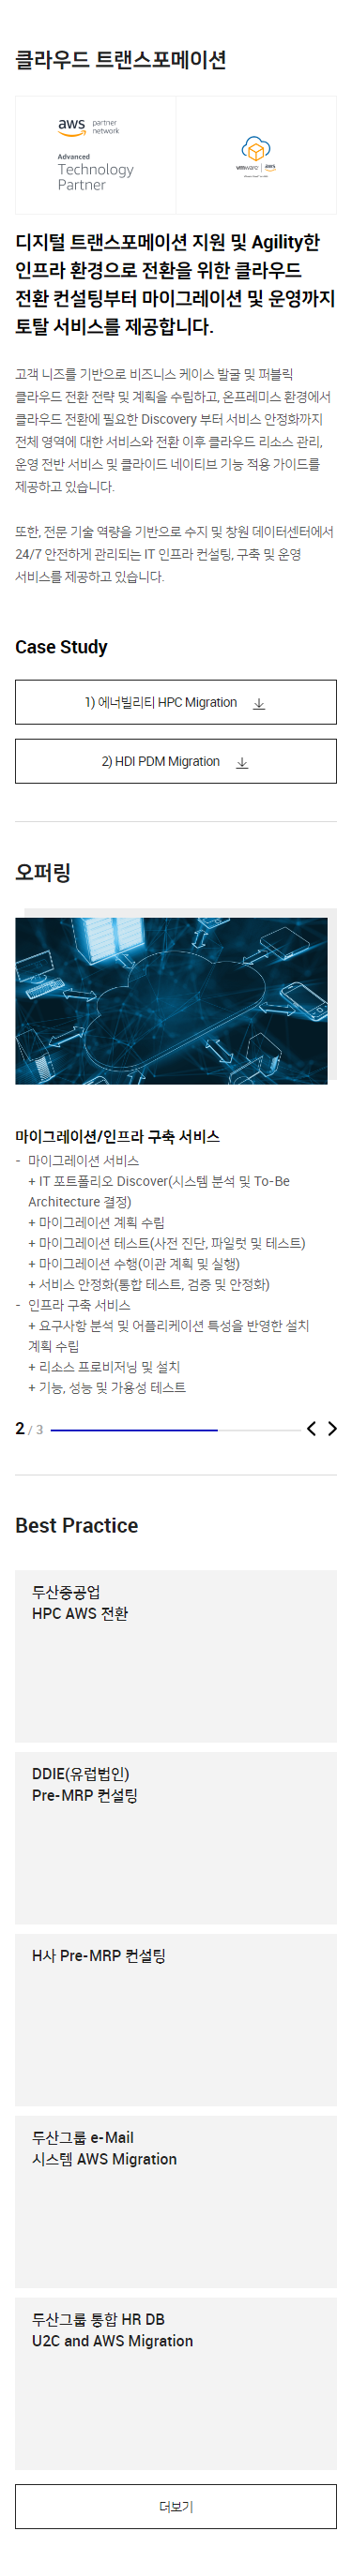 클라우드 트랜스포메이션
aws partner
network
Advanced
Technology
Partner
vmware aws
디지털 트랜스포메이션 지원 및 Agility한
인프라 환경으로 전환을 위한 클라우드
전환 컨설팅부터 마이그레이션 및 운영까지
토탈 서비스를 제공합니다.
고객 니즈를 기반으로 비즈니스 케이스 발굴 및 퍼블릭
클라우드 전환 전략 및 계획을 수립하고, 온프레미스 환경에서
클라우드 전환에 필요한 Discovery 부터 서비스 안정화까지
전체 영역에 대한 서비스와 전환 이후 클라우드 리소스 관리,
운영 전반 서비스 및 클라이드 네이티브 기능 적용 가이드를
제공하고 있습니다.
또한, 전문 기술 역량을 기반으로 수지 및 창원 데이터센터에서
24/7 안전하게 관리되는 IT 인프라 컨설팅, 구축 및 운영
서비스를 제공하고 있습니다.
Case Study
1) 에너빌리티 HPC Migration
2) HDI PDM Migration
오퍼링
마이그레이션/인프라 구축 서비스
- 마이그레이션 서비스
+ IT 포트폴리오 Discover(시스템 분석 및 To-Be
Architecture 결정)
+ 마이그레이션 계획 수립
+ 마이그레이션 테스트(사전 진단, 파일럿 및 테스트)
+ 마이그레이션 수행(이관 계획 및 실행)
+ 서비스 안정화(통합 테스트, 검증 및 안정화)
- 인프라 구축 서비스
+ 요구사항 분석 및 어플리케이션 특성을 반영한 설치
계획 수립
+ 리소스 프로비저닝 및 설치
+ 기능, 성능 및 가용성 테스트
2 / 3
Best Practice
두산중공업
HPC AWS 전환
DDIE(유럽법인)
Pre-MRP 컨설팅
H사 Pre-MRP 컨설팅
두산그룹 e-Mail
시스템 AWS Migration
두산그룹 통합 HR DB
U2C and AWS Migration
더보기